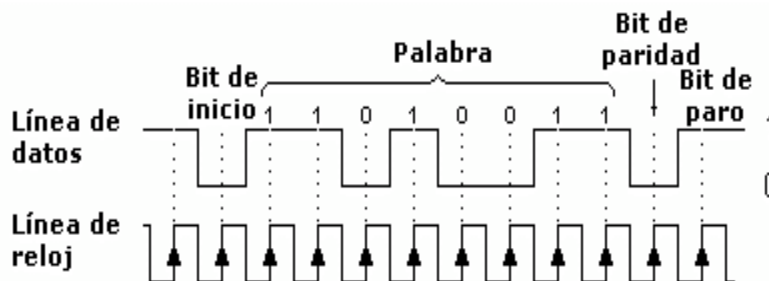 Bit de
paridad
Palabra
Bit de
inicio
Bit de
paro
1 1 0 1 0 0 1 1
Línea de
datos
Línea de
reloj